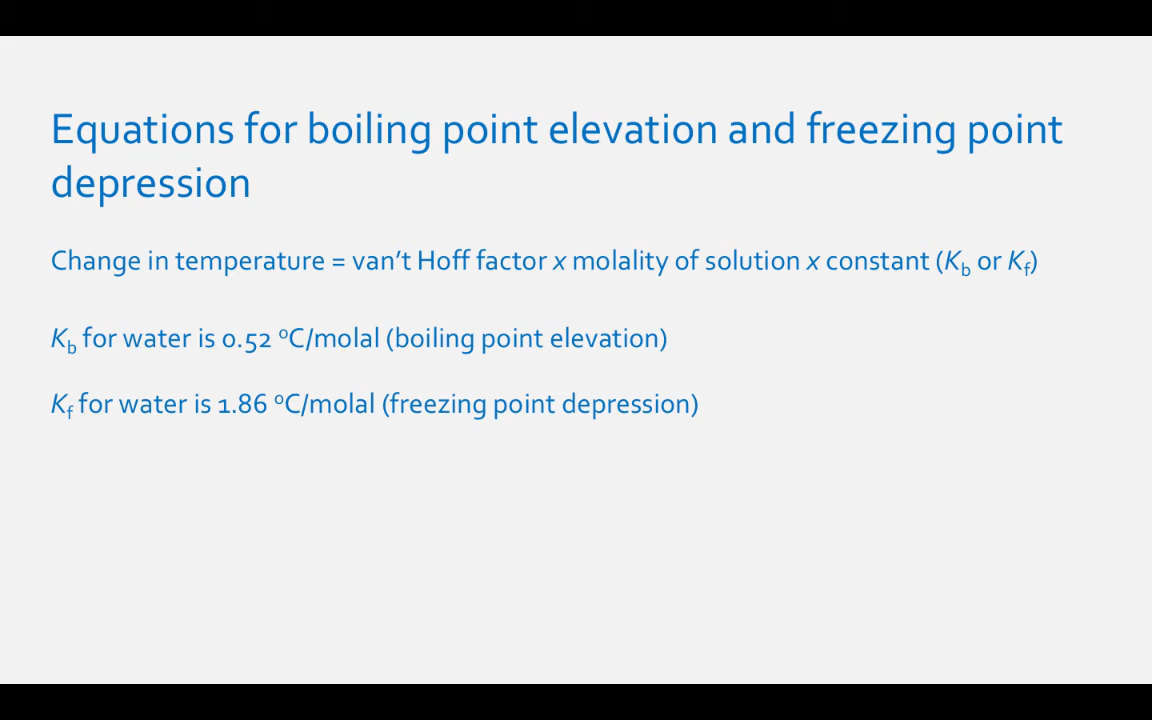 Equations for boiling point elevation and freezing point
depression
Change in temperature = van’t Hoff factor x molality of solution x constant (Kb or Kf)
Kb for water is 0.52 ºC/molal (boiling point elevation)
Kf for water is 1.86 ºC/molal (freezing point depression)